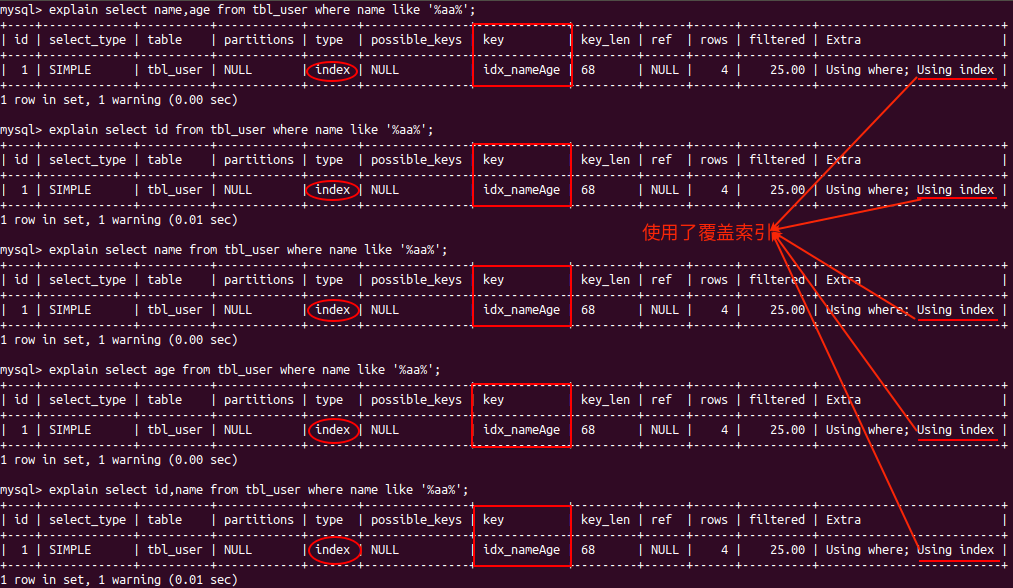 mysql> explain select name,age from tbl_user where name like '%aa%';
+----+-------------+----------+------------+-------+---------------+-------------+---------+------+------+----------+--------------------------+
| id | select_type | table    | partitions | type  | possible_keys | key         | key_len | ref  | rows | filtered | Extra                    |
+----+-------------+----------+------------+-------+---------------+-------------+---------+------+------+----------+--------------------------+
|  1 | SIMPLE      | tbl_user | NULL       | index | NULL          | idx_nameAge | 68      | NULL |    4 |    25.00 | Using where; Using index |
+----+-------------+----------+------------+-------+---------------+-------------+---------+------+------+----------+--------------------------+
1 row in set, 1 warning (0.00 sec)
mysql> explain select id from tbl_user where name like '%aa%';
+----+-------------+----------+------------+-------+---------------+-------------+---------+------+------+----------+--------------------------+
| id | select_type | table    | partitions | type  | possible_keys | key         | key_len | ref  | rows | filtered | Extra                    |
+----+-------------+----------+------------+-------+---------------+-------------+---------+------+------+----------+--------------------------+
|  1 | SIMPLE      | tbl_user | NULL       | index | NULL          | idx_nameAge | 68      | NULL |    4 |    25.00 | Using where; Using index |
+----+-------------+----------+------------+-------+---------------+-------------+---------+------+------+----------+--------------------------+
1 row in set, 1 warning (0.01 sec)
使用了覆盖索引
mysql> explain select name from tbl_user where name like '%aa%';
+----+-------------+----------+------------+-------+---------------+-------------+---------+------+------+----------+--------------------------+
| id | select_type | table    | partitions | type  | possible_keys | key         | key_len | ref  | rows | filtered | Extra                    |
+----+-------------+----------+------------+-------+---------------+-------------+---------+------+------+----------+--------------------------+
|  1 | SIMPLE      | tbl_user | NULL       | index | NULL          | idx_nameAge | 68      | NULL |    4 |    25.00 | Using where; Using index |
+----+-------------+----------+------------+-------+---------------+-------------+---------+------+------+----------+--------------------------+
1 row in set, 1 warning (0.00 sec)
mysql> explain select age from tbl_user where name like '%aa%';
+----+-------------+----------+------------+-------+---------------+-------------+---------+------+------+----------+--------------------------+
| id | select_type | table    | partitions | type  | possible_keys | key         | key_len | ref  | rows | filtered | Extra                    |
+----+-------------+----------+------------+-------+---------------+-------------+---------+------+------+----------+--------------------------+
|  1 | SIMPLE      | tbl_user | NULL       | index | NULL          | idx_nameAge | 68      | NULL |    4 |    25.00 | Using where; Using index |
+----+-------------+----------+------------+-------+---------------+-------------+---------+------+------+----------+--------------------------+
1 row in set, 1 warning (0.00 sec)
mysql> explain select id,name from tbl_user where name like '%aa%';
+----+-------------+----------+------------+-------+---------------+-------------+---------+------+------+----------+--------------------------+
| id | select_type | table    | partitions | type  | possible_keys | key         | key_len | ref  | rows | filtered | Extra                    |
+----+-------------+----------+------------+-------+---------------+-------------+---------+------+------+----------+--------------------------+
|  1 | SIMPLE      | tbl_user | NULL       | index | NULL          | idx_nameAge | 68      | NULL |    4 |    25.00 | Using where; Using index |
+----+-------------+----------+------------+-------+---------------+-------------+---------+------+------+----------+--------------------------+
1 row in set, 1 warning (0.01 sec)